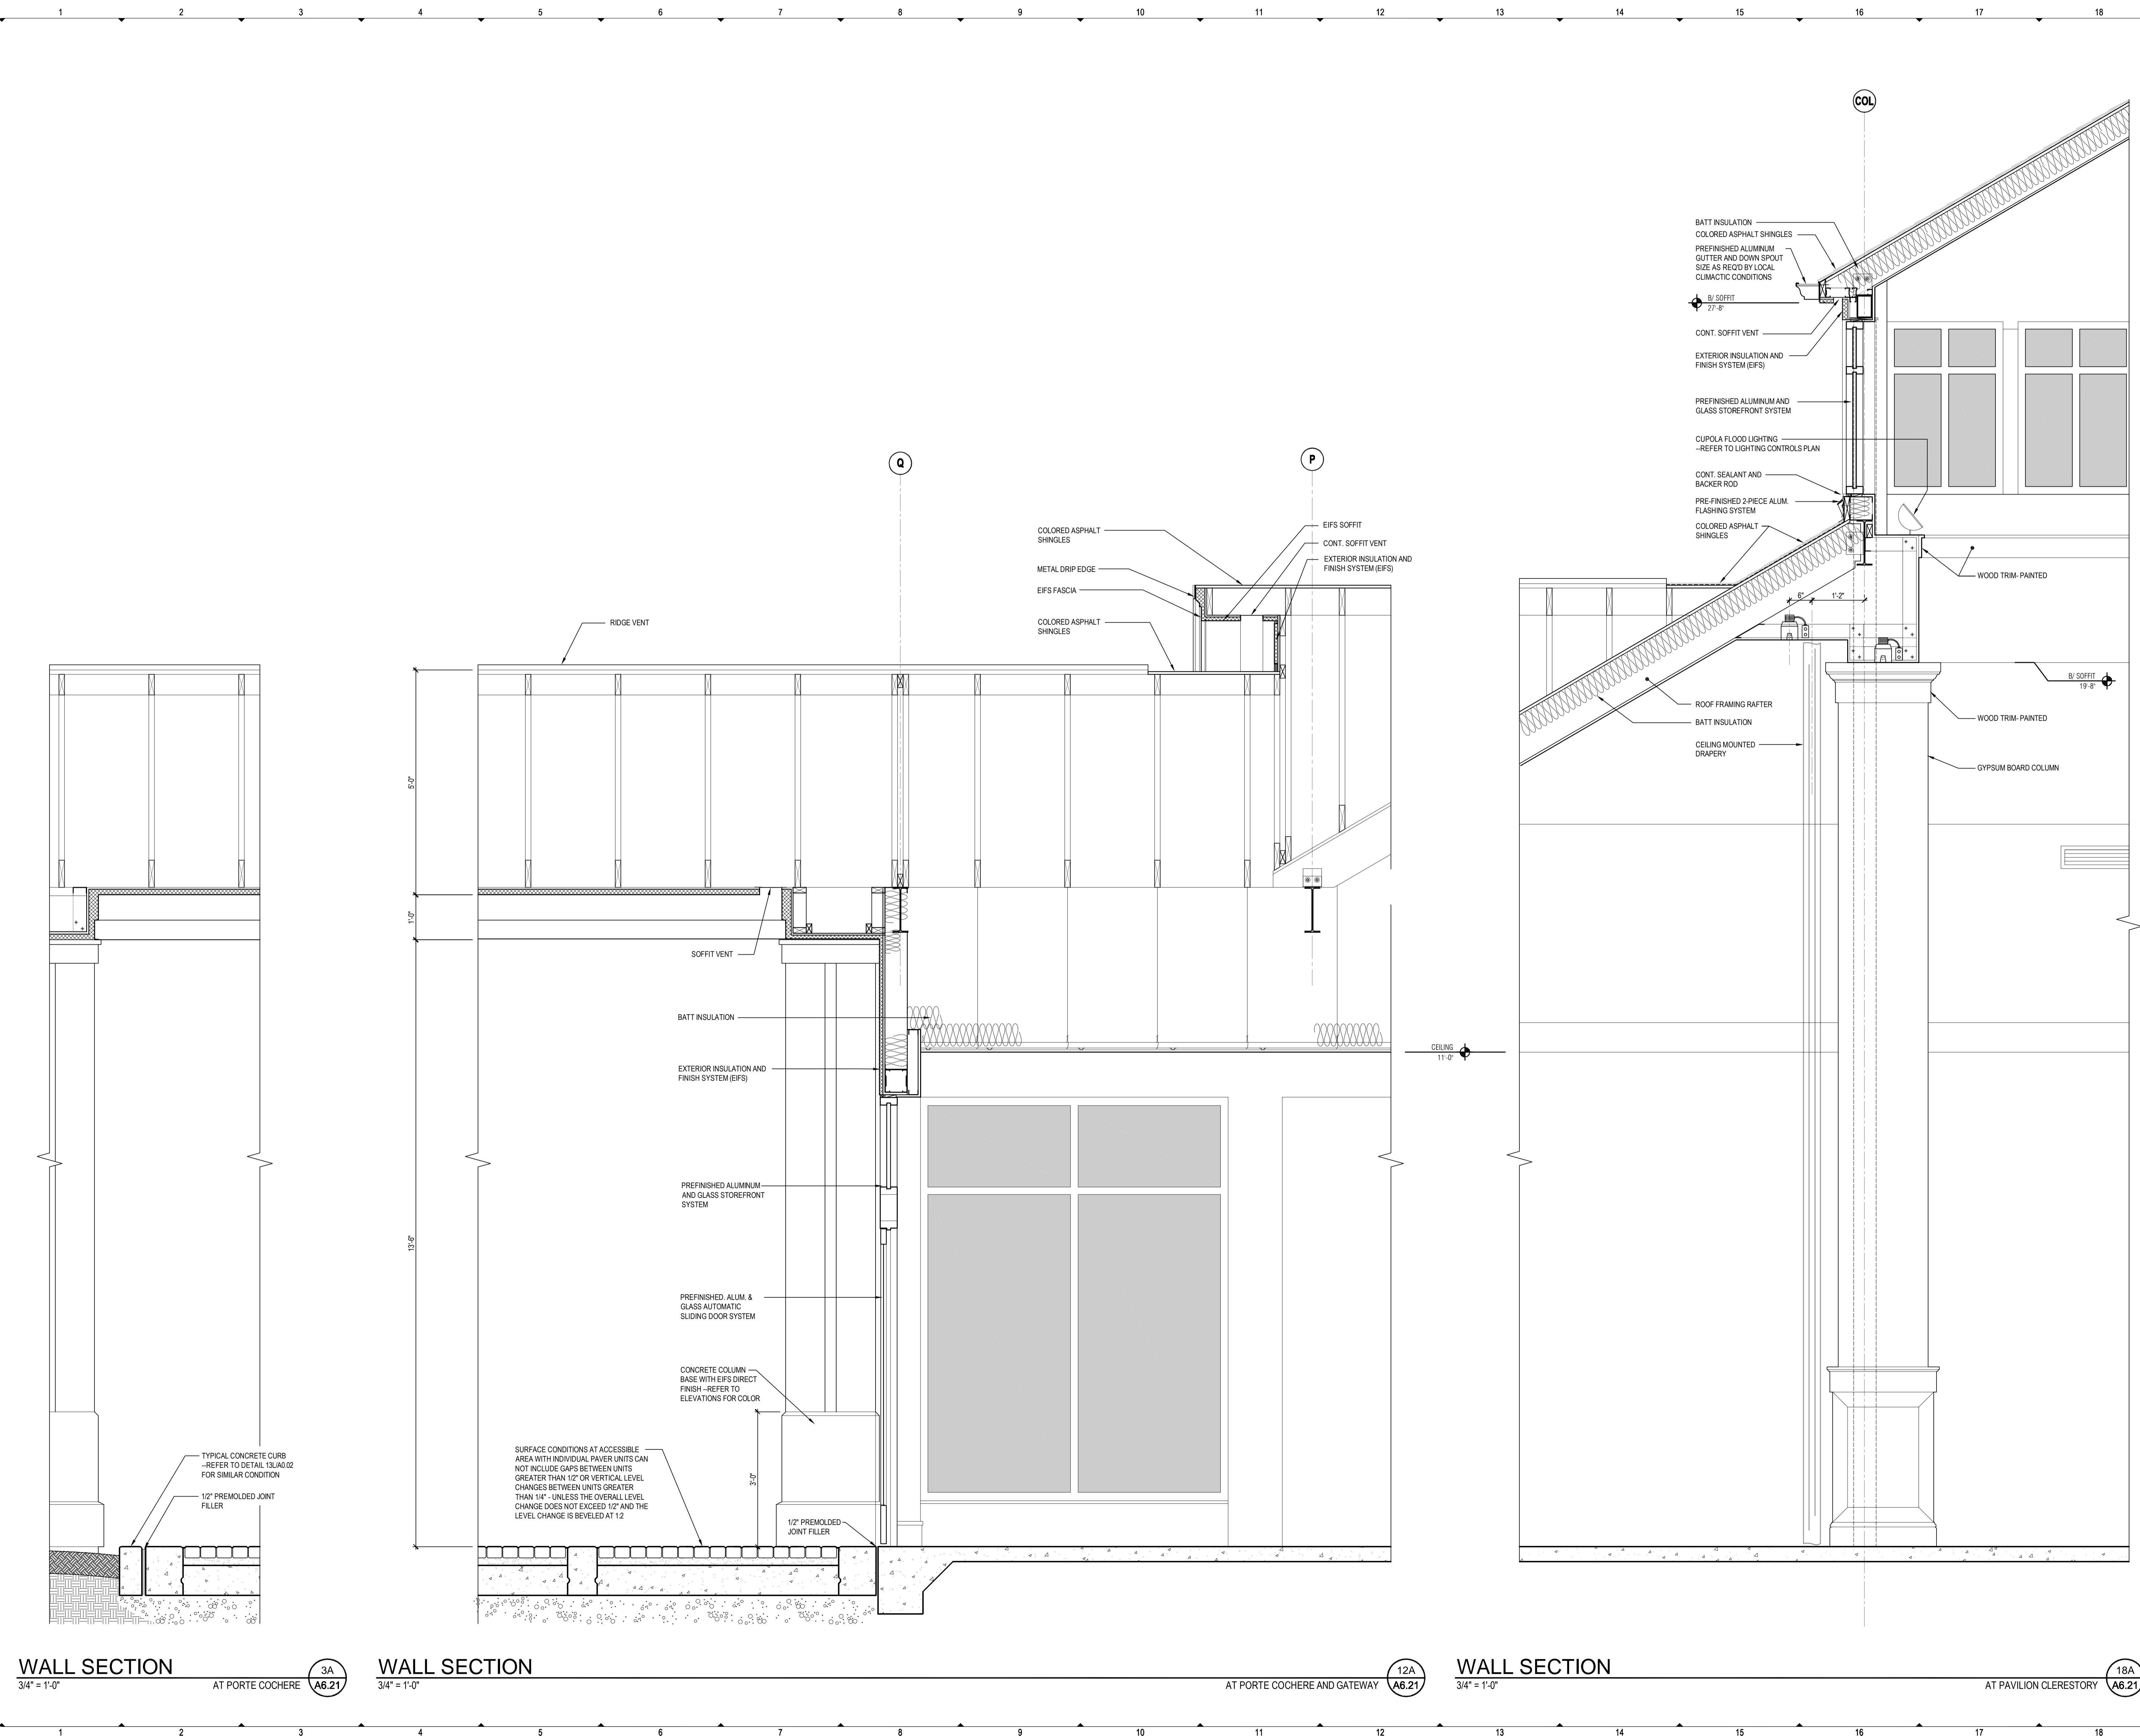 1 2 3 4 5 6 7 8 9 10 11 12 13 14 15 16 17 18
COL
BATT INSULATION
COLORED ASPHALT SHINGLES
PREFINISHED ALUMINUM
GUTTER AND DOWN SPOUT
SIZE AS REQ'D BY LOCAL
CLIMACTIC CONDITIONS
B/ SOFFIT
27'-8"
CONT. SOFFIT VENT
EXTERIOR INSULATION AND
FINISH SYSTEM (EIFS)
PREFINISHED ALUMINUM AND
GLASS STOREFRONT SYSTEM
CUPOLA FLOOD LIGHTING
--REFER TO LIGHTING CONTROLS PLAN
CONT. SEALANT AND
BACKER ROD
PRE-FINISHED 2-PIECE ALUM.
FLASHING SYSTEM
COLORED ASPHALT
SHINGLES
WOOD TRIM- PAINTED
6"
1'-2"
B/ SOFFIT
19'-8"
ROOF FRAMING RAFTER
BATT INSULATION
WOOD TRIM- PAINTED
CEILING MOUNTED
DRAPERY
GYPSUM BOARD COLUMN
Q
P
COLORED ASPHALT
SHINGLES
METAL DRIP EDGE
EIFS FASCIA
COLORED ASPHALT
SHINGLES
EIFS SOFFIT
CONT. SOFFIT VENT
EXTERIOR INSULATION AND
FINISH SYSTEM (EIFS)
RIDGE VENT
5'-0"
1'-0"
13'-6"
SOFFIT VENT
BATT INSULATION
CEILING
11'-0"
EXTERIOR INSULATION AND
FINISH SYSTEM (EIFS)
PREFINISHED ALUMINUM
AND GLASS STOREFRONT
SYSTEM
PREFINISHED. ALUM. &
GLASS AUTOMATIC
SLIDING DOOR SYSTEM
CONCRETE COLUMN
BASE WITH EIFS DIRECT
FINISH --REFER TO
ELEVATIONS FOR COLOR
3'-0"
SURFACE CONDITIONS AT ACCESSIBLE
AREA WITH INDIVIDUAL PAVER UNITS CAN
NOT INCLUDE GAPS BETWEEN UNITS
GREATER THAN 1/2" OR VERTICAL LEVEL
CHANGES BETWEEN UNITS GREATER
THAN 1/4" - UNLESS THE OVERALL LEVEL
CHANGE DOES NOT EXCEED 1/2" AND THE
LEVEL CHANGE IS BEVELED AT 1:2
1/2" PREMOLDED
JOINT FILLER
TYPICAL CONCRETE CURB
--REFER TO DETAIL 13L/A0.02
FOR SIMILAR CONDITION
1/2" PREMOLDED JOINT
FILLER
WALL SECTION
3/4" = 1'-0"
AT PORTE COCHERE
3A
A6.21
WALL SECTION
3/4" = 1'-0"
AT PORTE COCHERE AND GATEWAY
12A
A6.21
WALL SECTION
3/4" = 1'-0"
AT PAVILION CLERESTORY
18A
A6.21
1 2 3 4 5 6 7 8 9 10 11 12 13 14 15 16 17 18